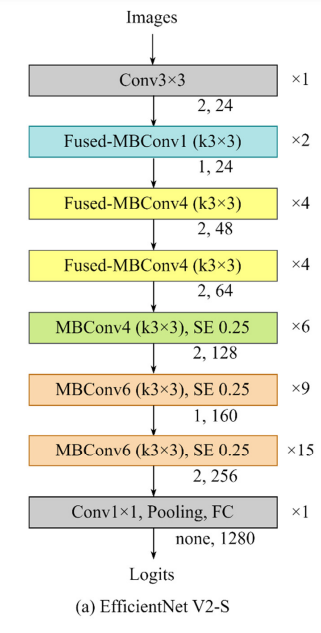 Images
Conv3×3 ×1
2, 24
Fused-MBConv1 (k3×3) ×2
1, 24
Fused-MBConv4 (k3×3) ×4
2, 48
Fused-MBConv4 (k3×3) ×4
2, 64
MBConv4 (k3×3), SE 0.25 ×6
2, 128
MBConv6 (k3×3), SE 0.25 ×9
1, 160
MBConv6 (k3×3), SE 0.25 ×15
2, 256
Conv1×1, Pooling, FC ×1
none, 1280
Logits
(a) EfficientNet V2-S